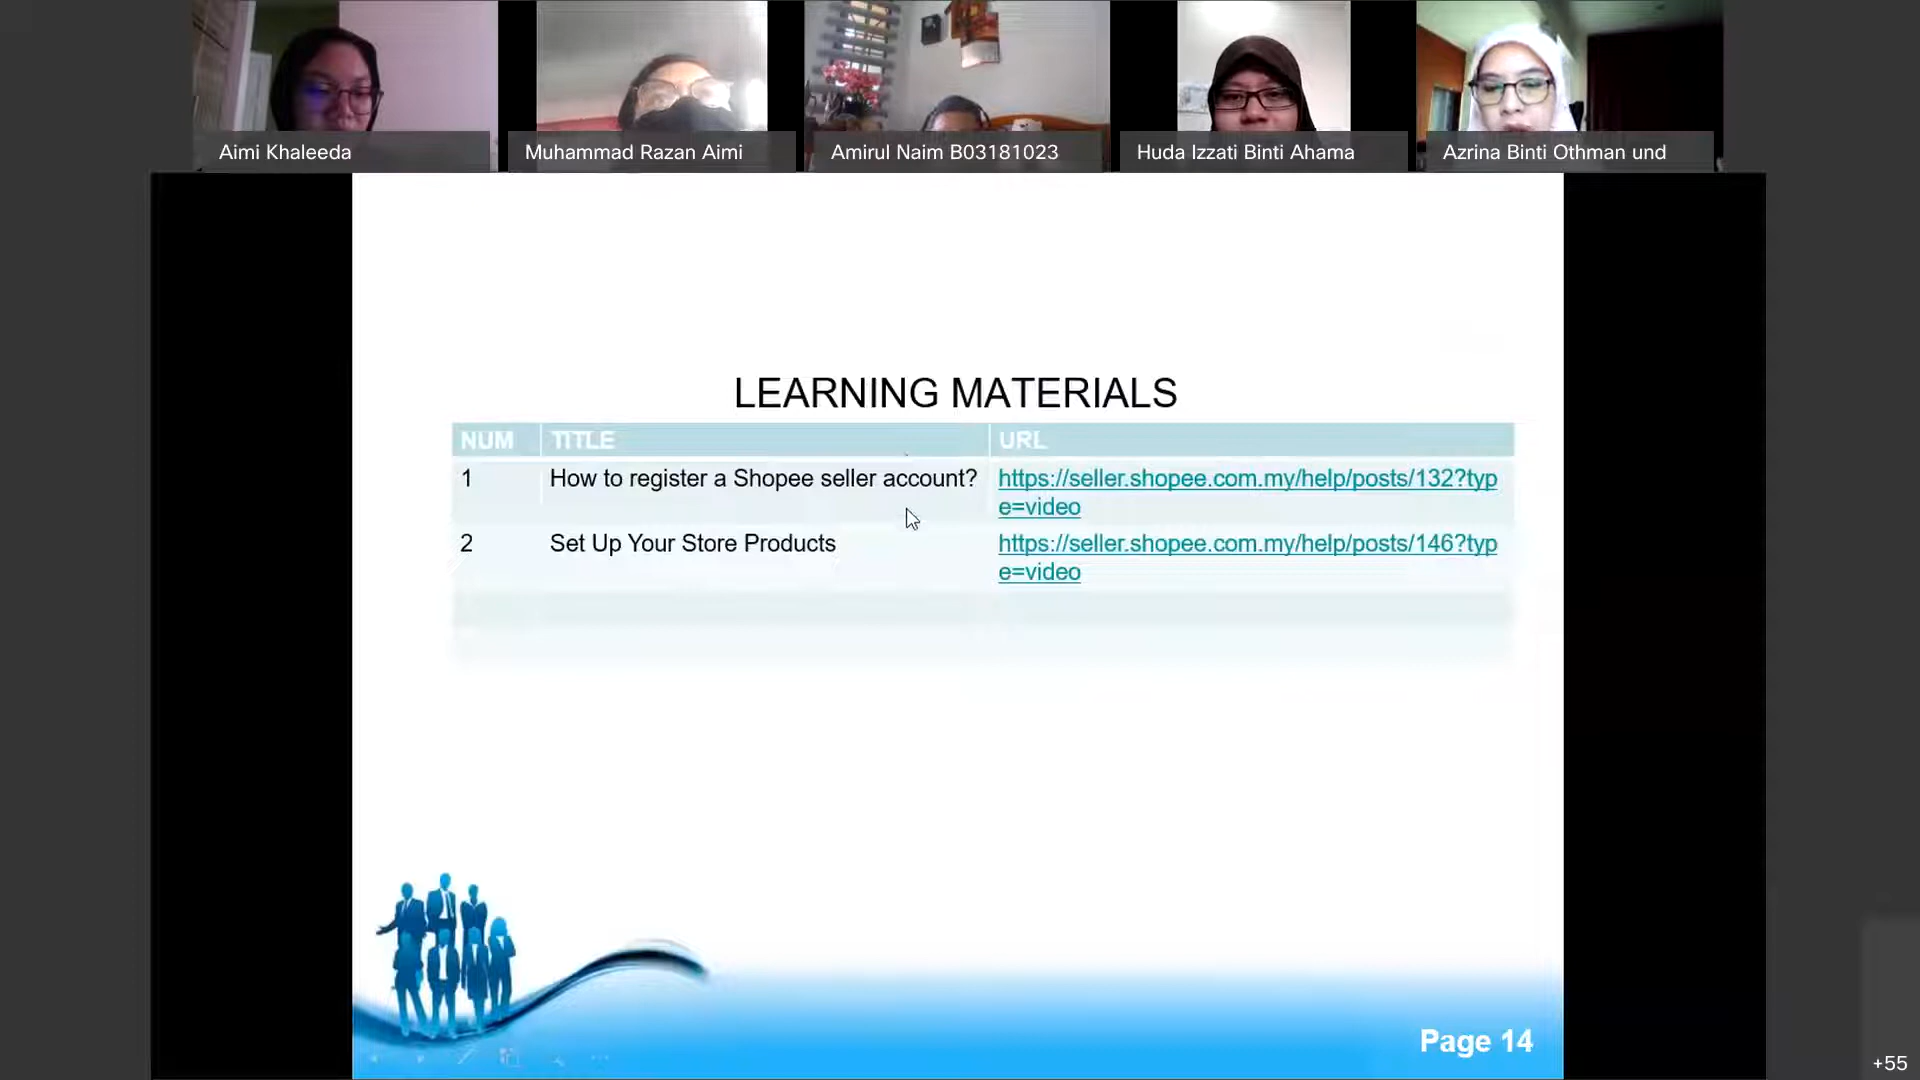 Aimi Khaleeda
Muhammad Razan Aimi
Amirul Naim B03181023
Huda Izzati Binti Ahama
Azrina Binti Othman und
LEARNING MATERIALS
NUM TITLE URL
1 How to register a Shopee seller account? https://seller.shopee.com.my/help/posts/132?typ
e=video
2 Set Up Your Store Products https://seller.shopee.com.my/help/posts/146?typ
e=video
Page 14
+55